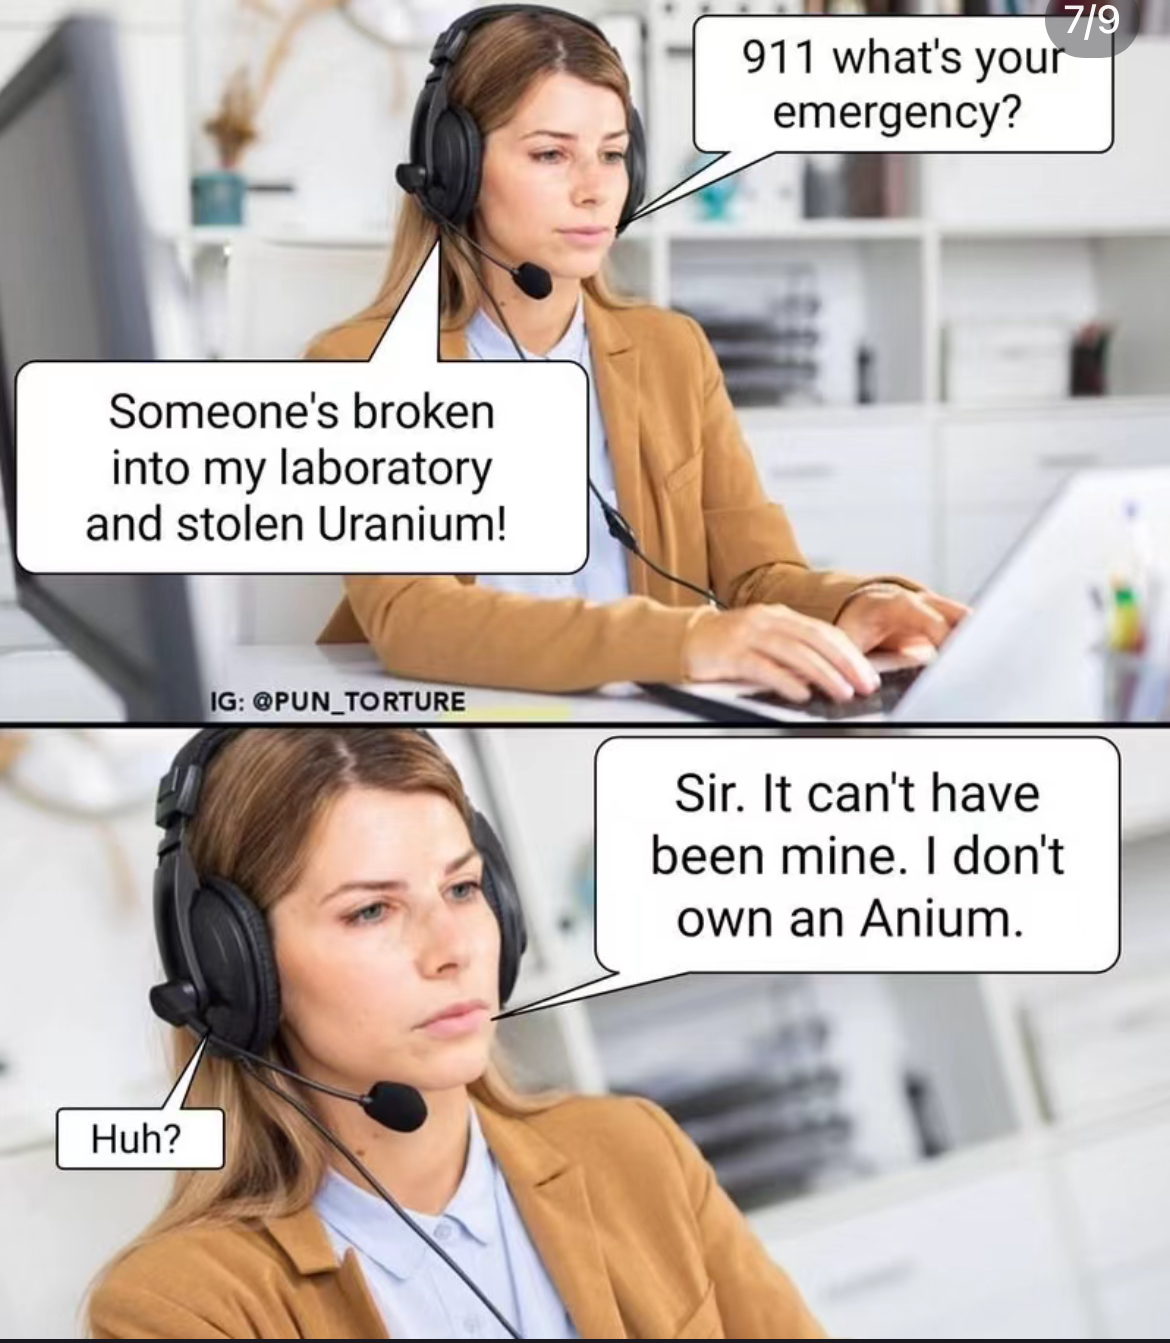 7/9
911 what's your
emergency?
Someone's broken
into my laboratory
and stolen Uranium!
IG: @PUN_TORTURE
Sir. It can't have
been mine. I don't
own an Anium.
Huh?